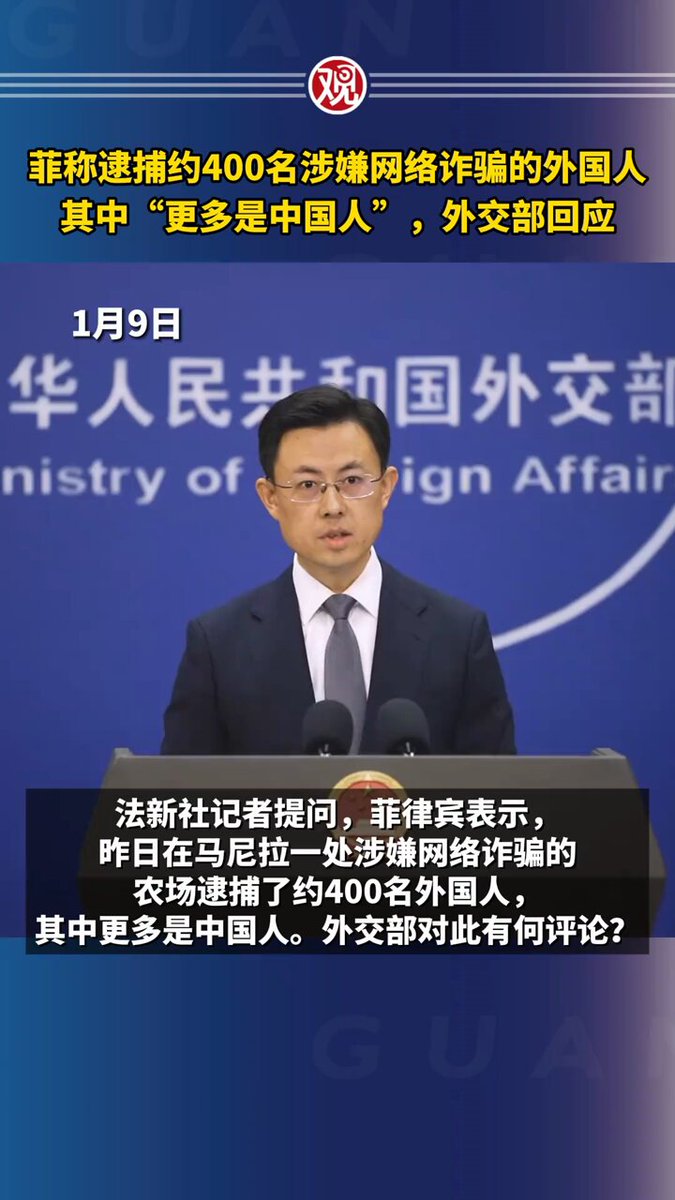 GUAN
观
菲称逮捕约400名涉嫌网络诈骗的外国人
其中“更多是中国人”，外交部回应
1月9日
华人民共和国外交部
nistry of
ign Affair
法新社记者提问，菲律宾表示，
昨日在马尼拉一处涉嫌网络诈骗的
农场逮捕了约400名外国人，
其中更多是中国人。外交部对此有何评论？
GUAN